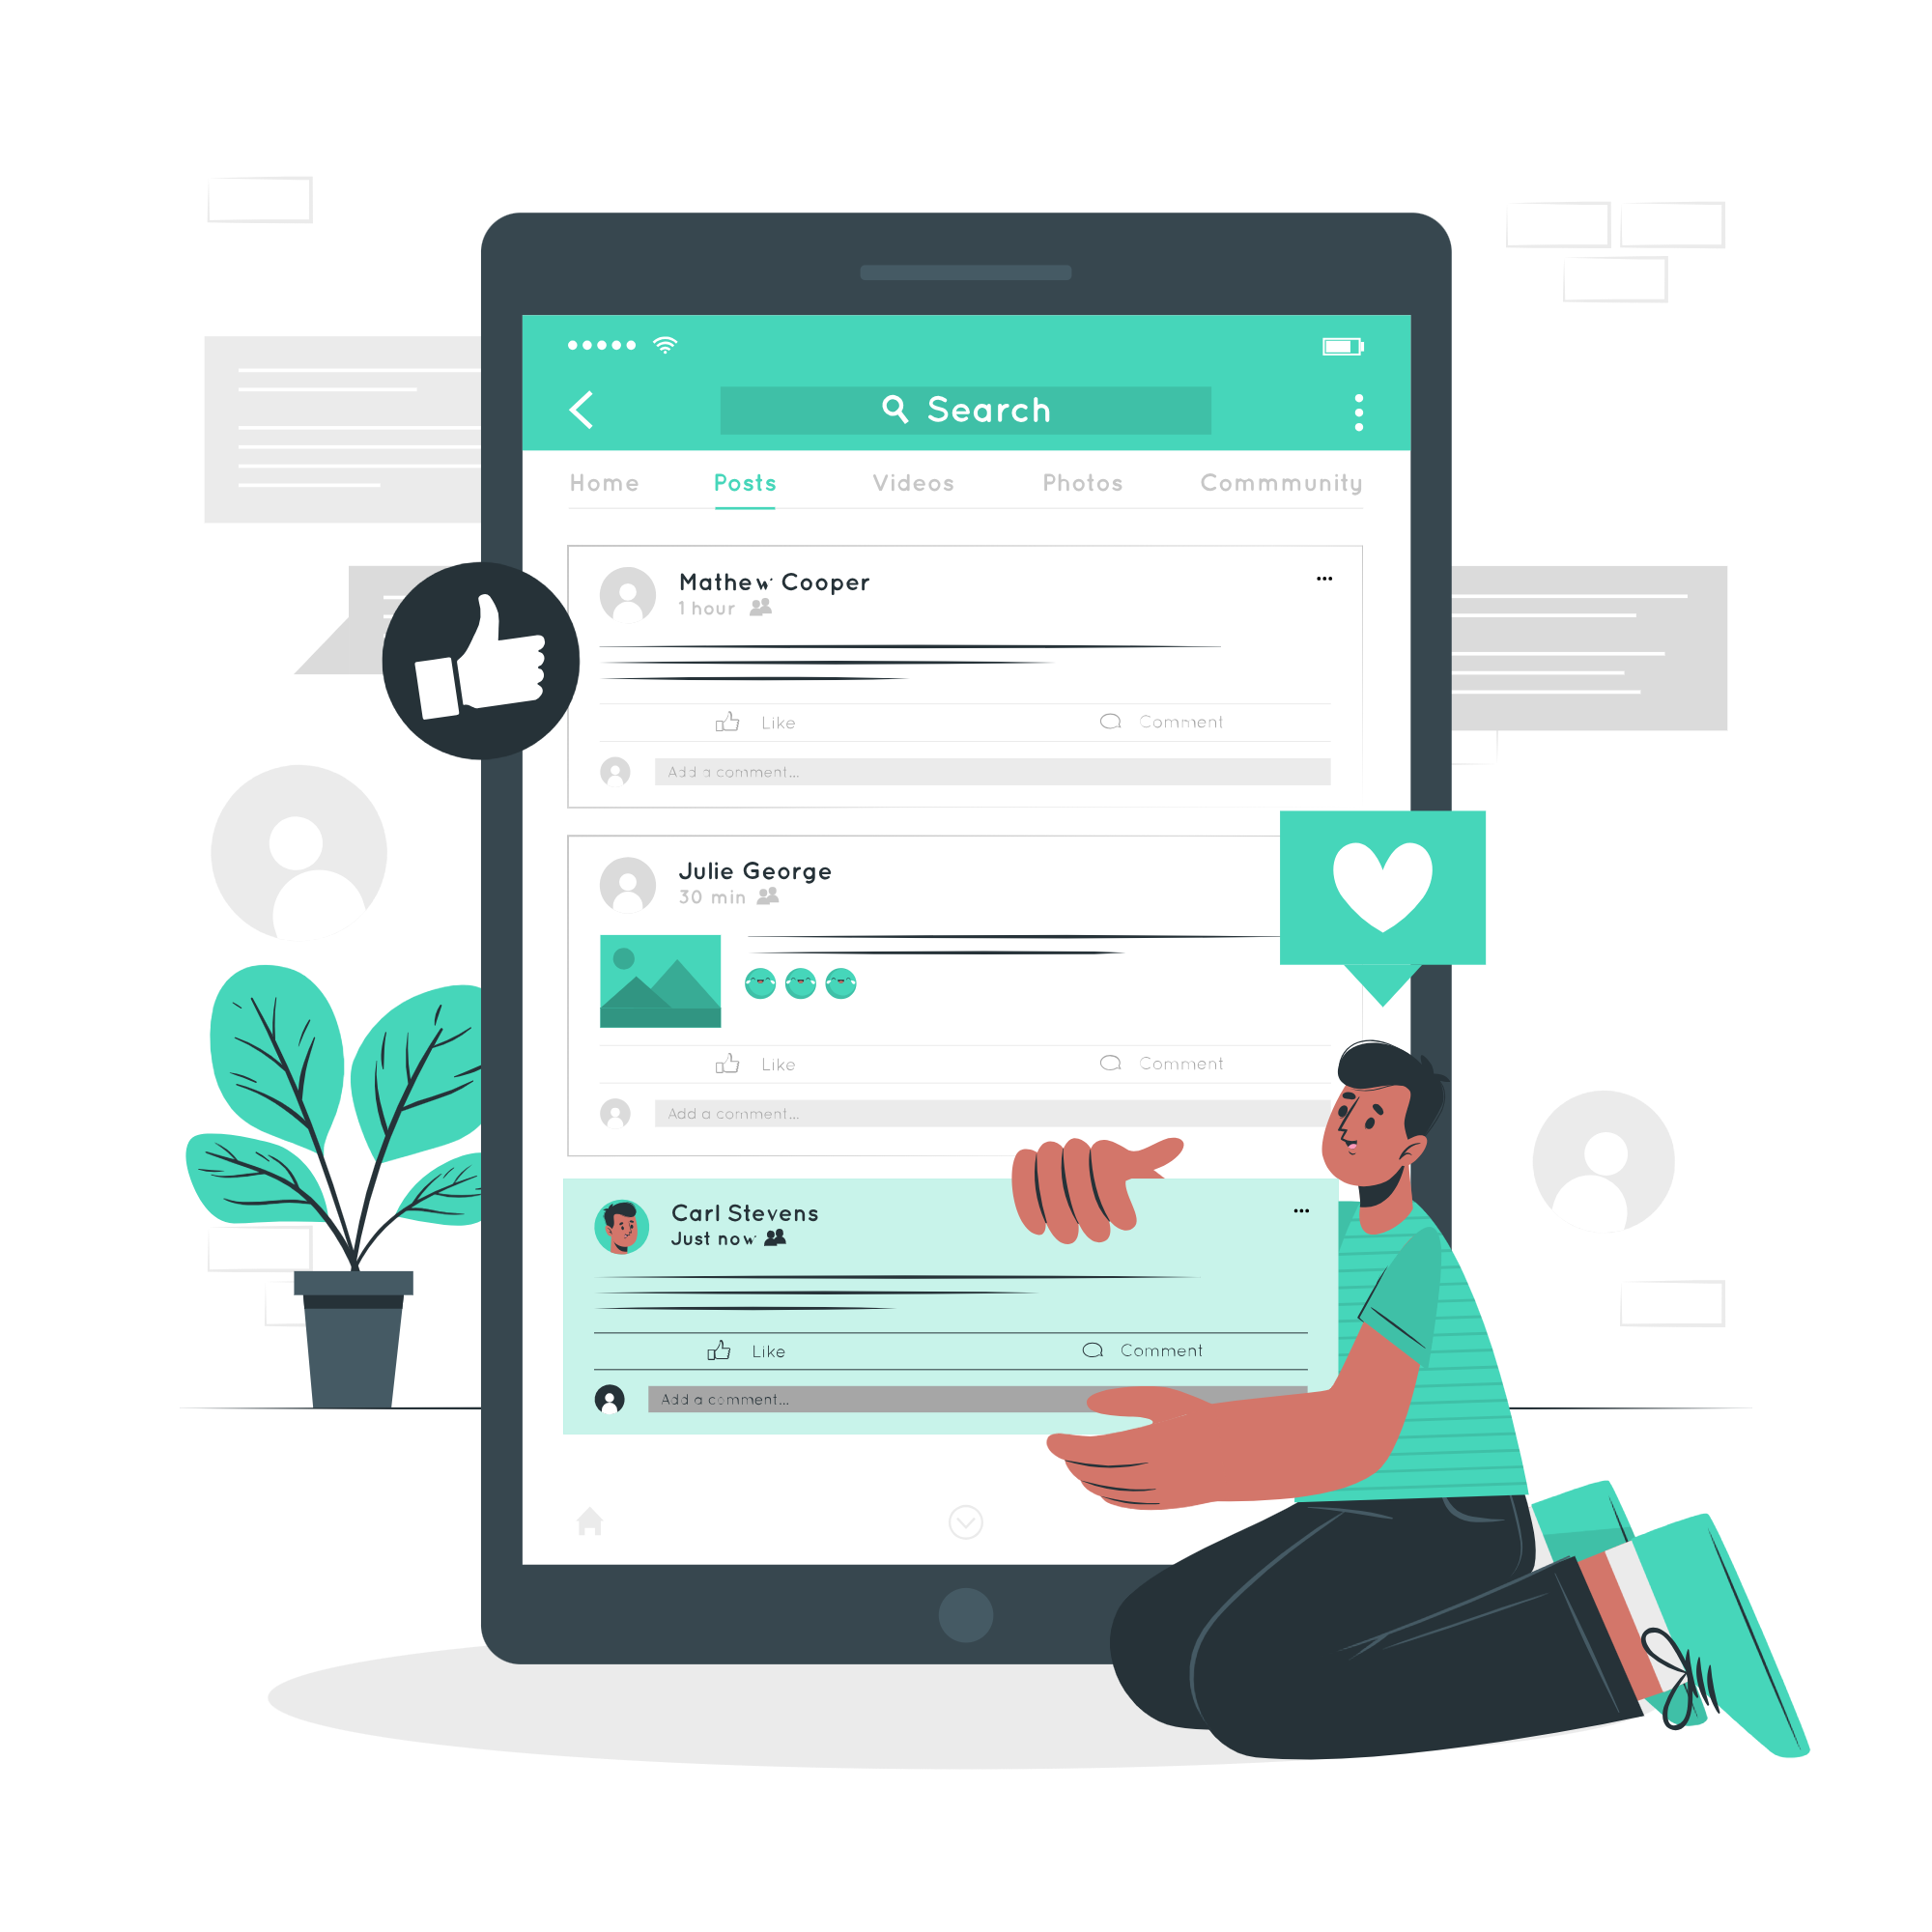 Search
Home Posts Videos Photos Commmunity
Mathew Cooper
1 hour
Like Comment
Add a comment...
Julie George
30 min
Like Comment
Add a comment...
Carl Stevens
Just now
Like Comment
Add a comment...